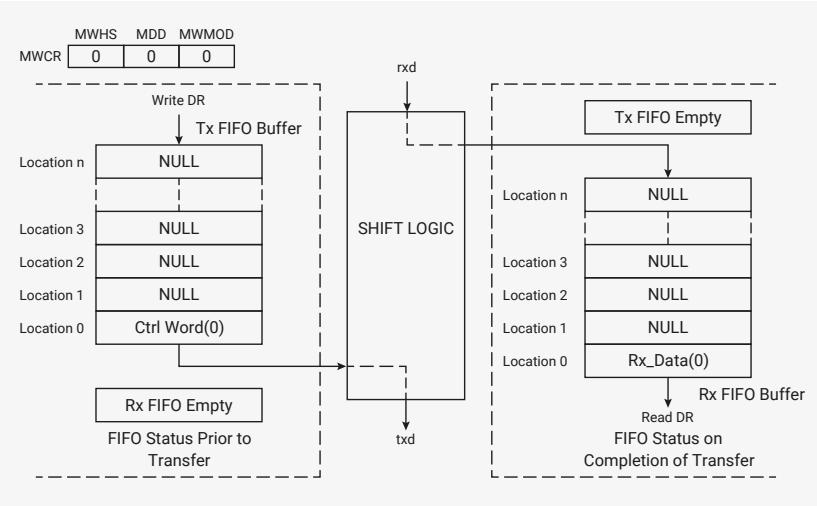 MWHS MDD MWMOD
MWCR 0 0 0
Write DR
Tx FIFO Buffer
Location n NULL
Location 3 NULL
Location 2 NULL
Location 1 NULL
Location 0 Ctrl Word(0)
Rx FIFO Empty
FIFO Status Prior to
Transfer
rxd
SHIFT LOGIC
txd
Tx FIFO Empty
Location n NULL
Location 3 NULL
Location 2 NULL
Location 1 NULL
Location 0 Rx_Data(0)
Rx FIFO Buffer
Read DR
FIFO Status on
Completion of Transfer